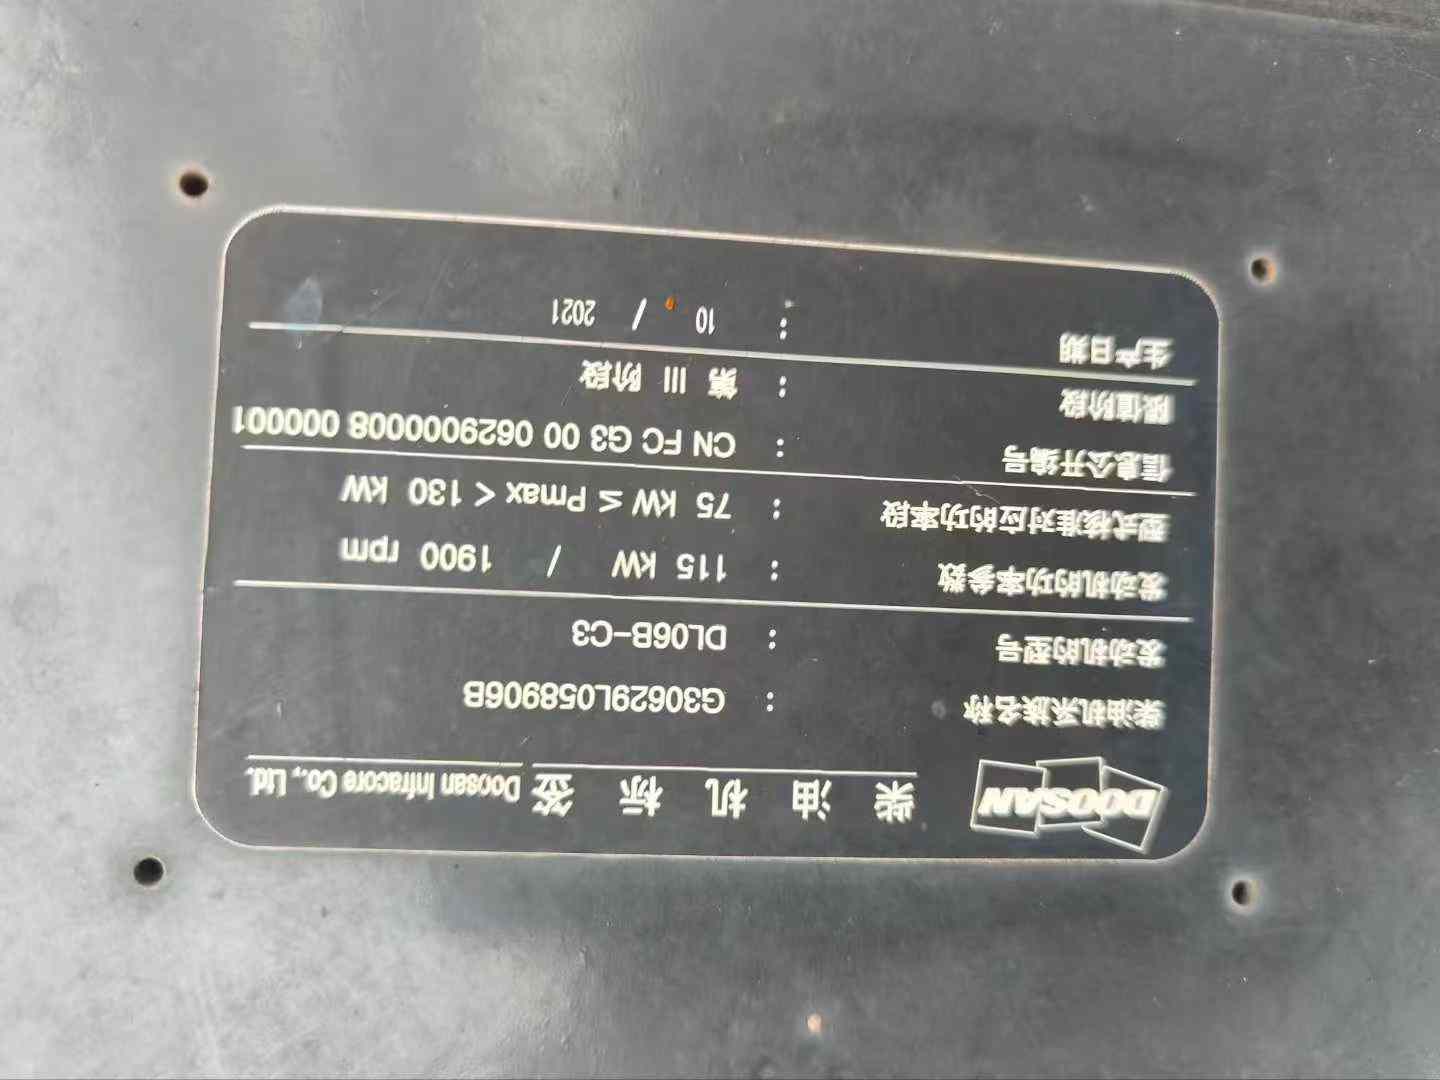 DOOSAN 柴油机标签 Doosan Infracore Co., Ltd.
柴油机系族名称 : G30629L058906B
发动机的型号 : DL06B-C3
发动机的功率参数 : 115 kW / 1900 rpm
型式核准对应的功率段 : 75 kW ≤ Pmax < 130 kW
信息公开编号 : CN FC G3 00 0629000008 000001
限值阶段 : 第 III 阶段
生产日期 : 10 / 2021